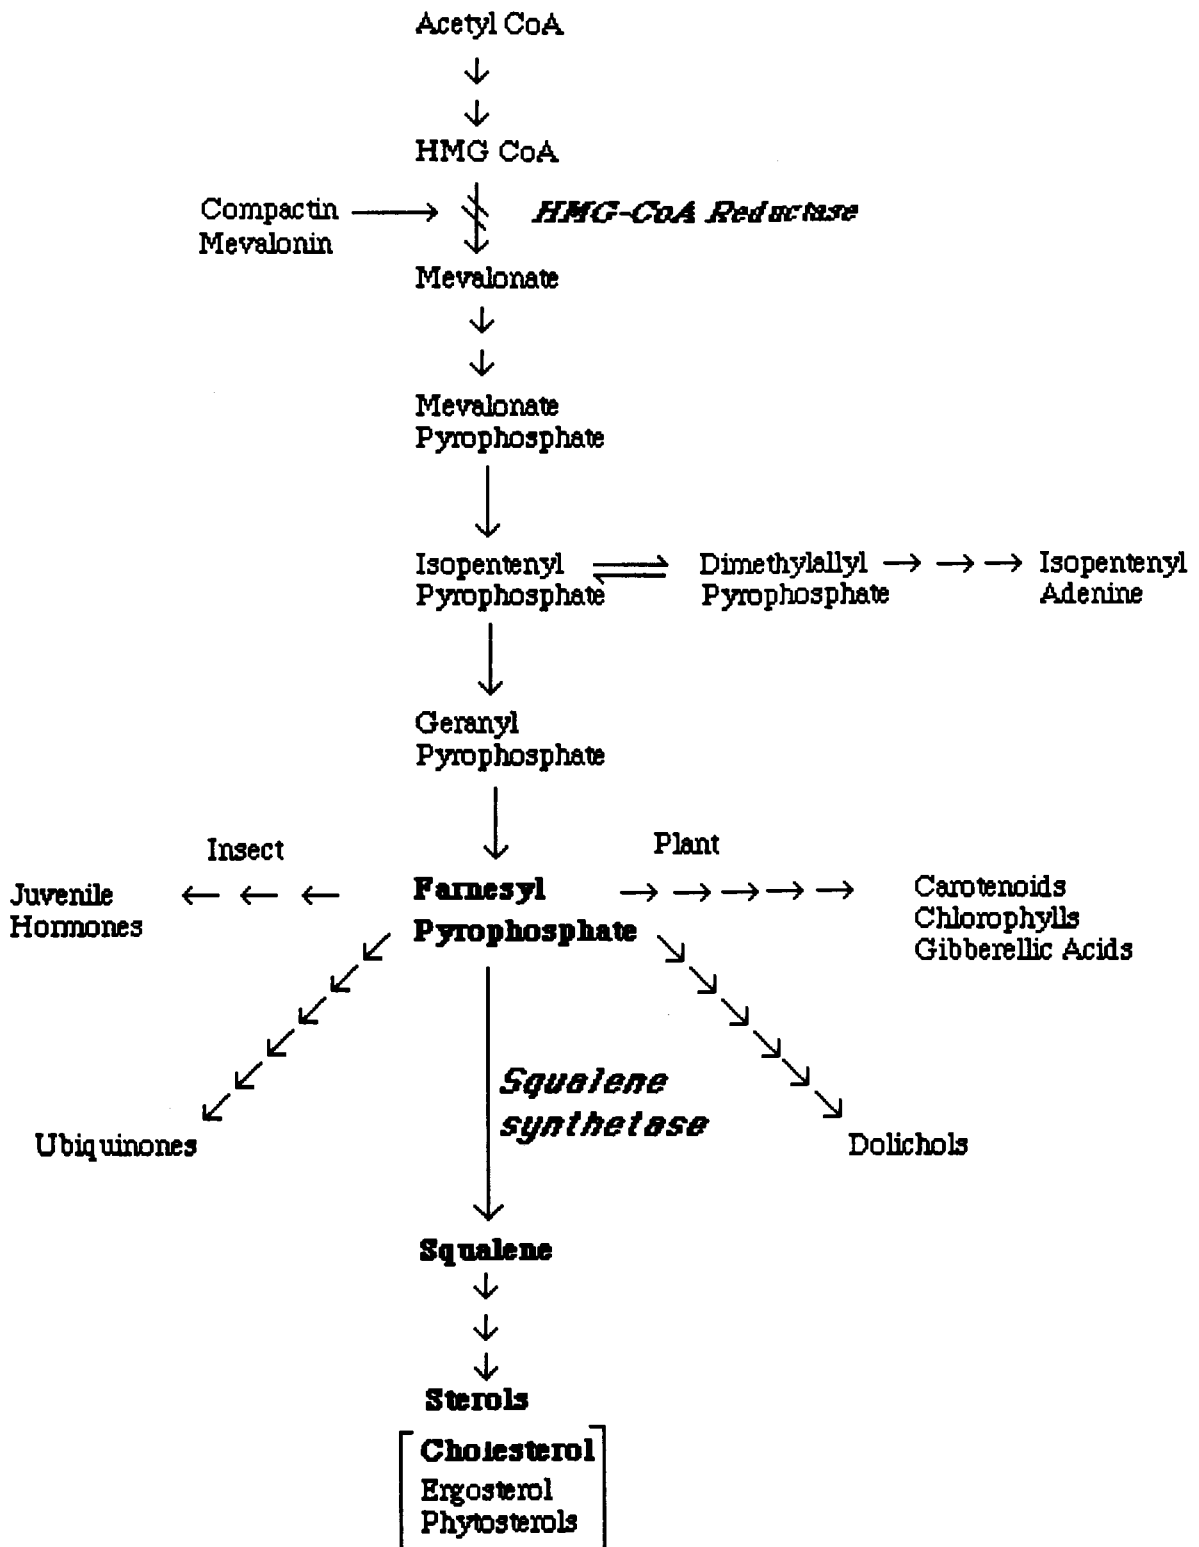 Acetyl CoA
HMG CoA
Compactin
Mevalonin
HMG-CoA Reductase
Mevalonate
Mevalonate
Pyrophosphate
Isopentenyl
Pyrophosphate
Dimethylallyl
Pyrophosphate
Isopentenyl
Adenine
Geranyl
Pyrophosphate
Insect
Plant
Juvenile
Hormones
Farnesyl
Pyrophosphate
Carotenoids
Chlorophylls
Gibberellic Acids
Squalene
synthetase
Ubiquinones
Dolichols
Squalene
Sterols
Cholesterol
Ergosterol
Phytosterols